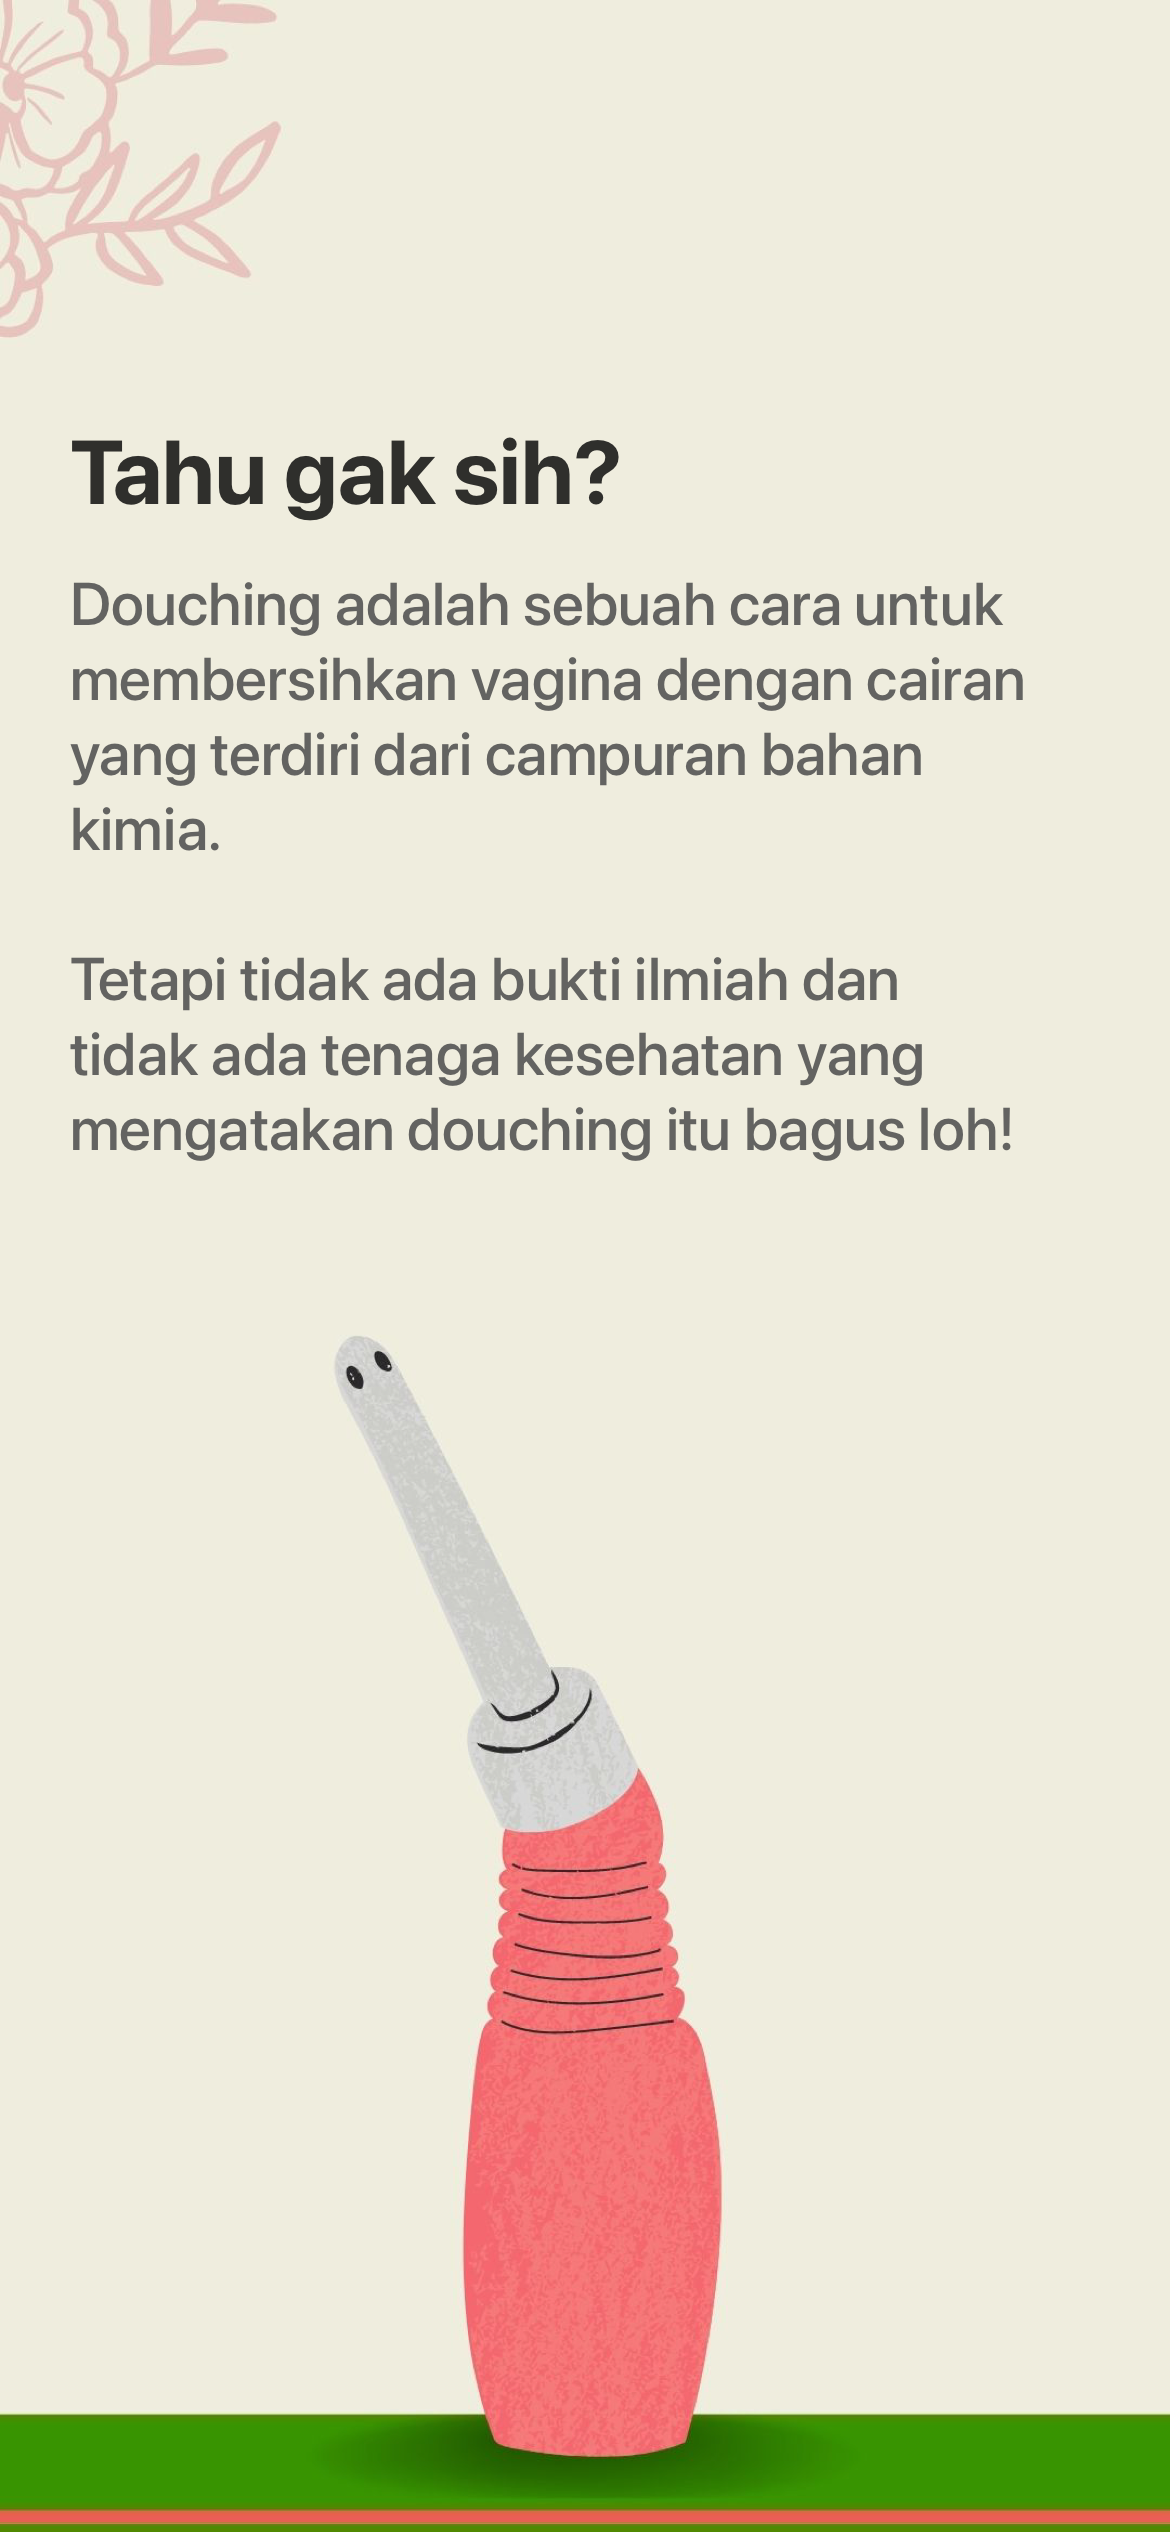 Tahu gak sih?
Douching adalah sebuah cara untuk
membersihkan vagina dengan cairan
yang terdiri dari campuran bahan
kimia.
Tetapi tidak ada bukti ilmiah dan
tidak ada tenaga kesehatan yang
mengatakan douching itu bagus loh!